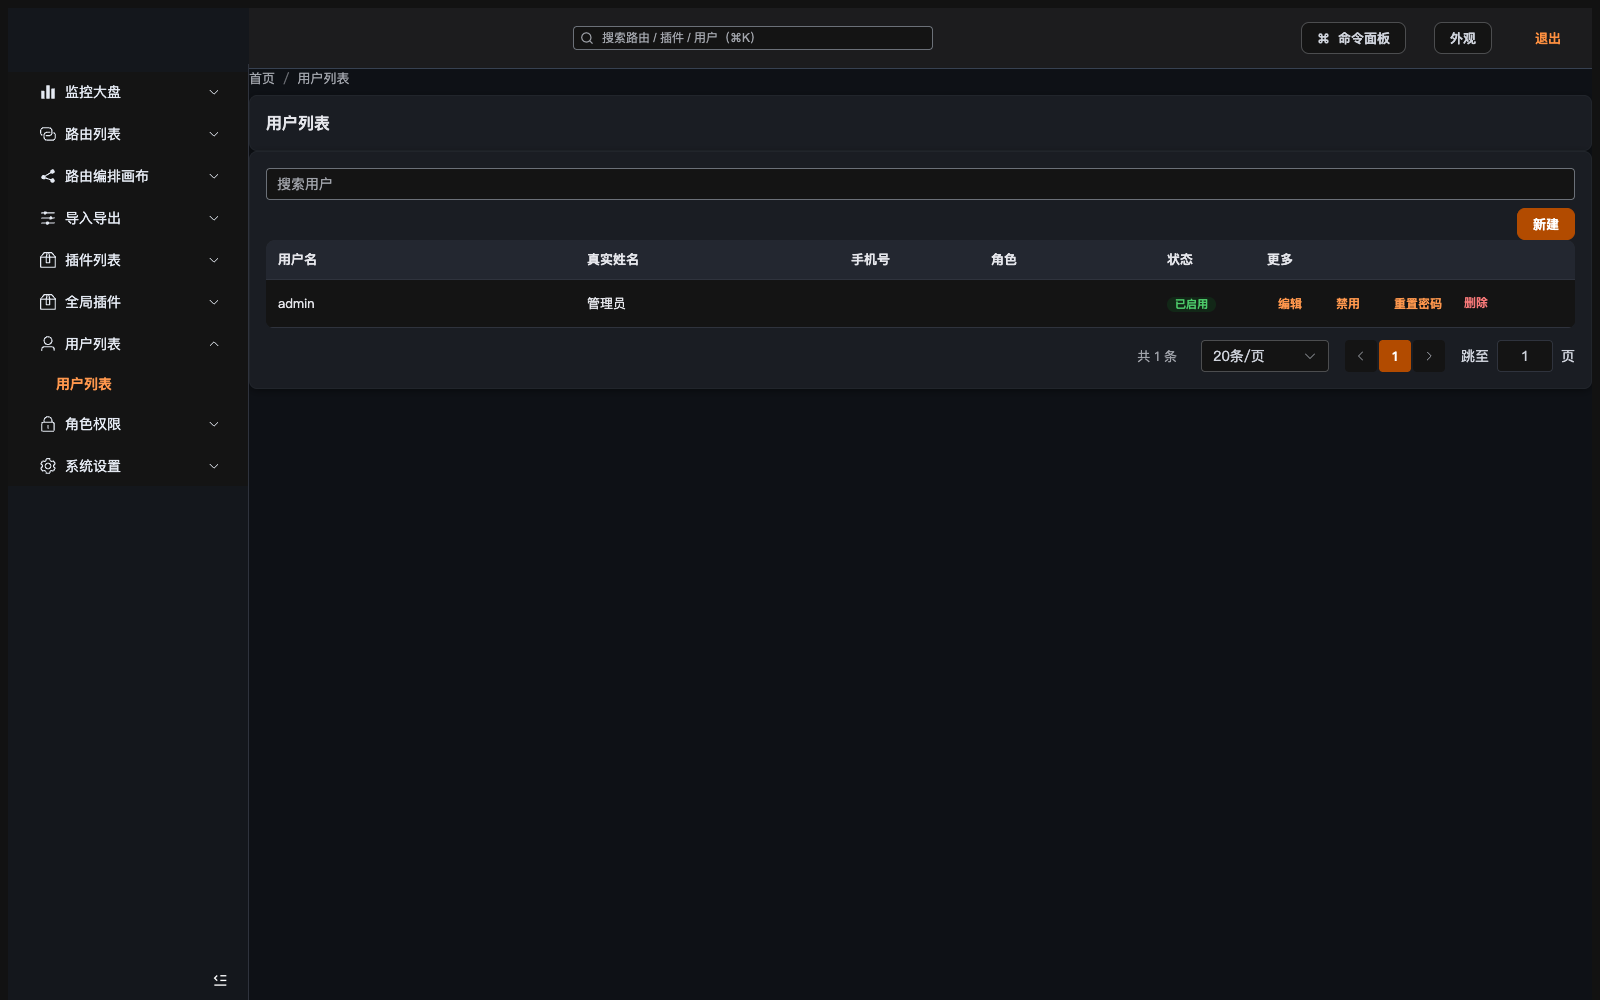 搜索路由 / 插件 / 用户（⌘K）
⌘ 命令面板
外观
退出
监控大盘
路由列表
路由编排画布
导入导出
插件列表
全局插件
用户列表
用户列表
角色权限
系统设置
首页 / 用户列表
用户列表
搜索用户
新建
用户名 真实姓名 手机号 角色 状态 更多
admin 管理员 已启用 编辑 禁用 重置密码 删除
共 1 条 20条/页 1 跳至 1 页